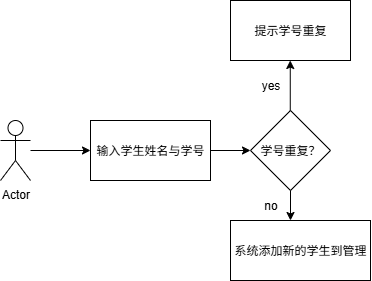 提示学号重复
yes
输入学生姓名与学号
学号重复？
Actor
no
系统添加新的学生到管理